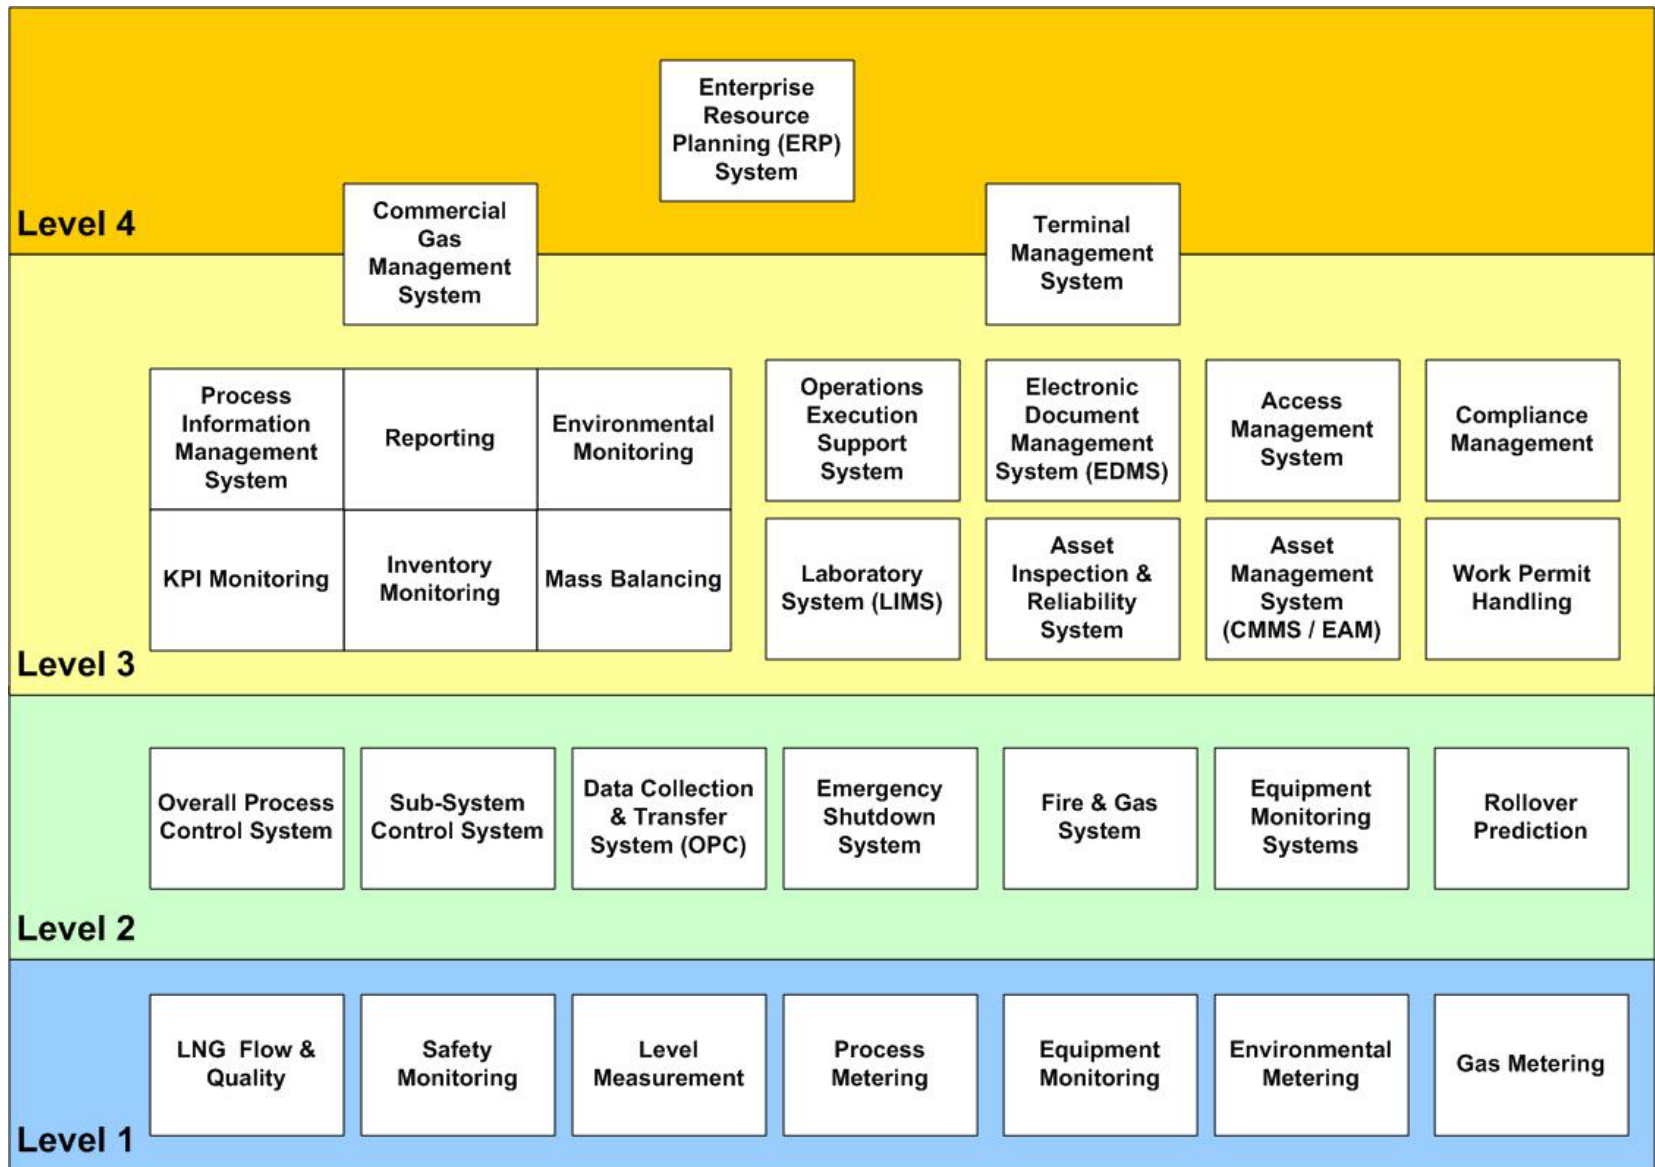 Enterprise
Resource
Planning (ERP)
System
Level 4
Commercial
Gas
Management
System
Terminal
Management
System
Process
Information
Management
System
Reporting
Environmental
Monitoring
Operations
Execution
Support
System
Electronic
Document
Management
System (EDMS)
Access
Management
System
Compliance
Management
KPI Monitoring
Inventory
Monitoring
Mass Balancing
Laboratory
System (LIMS)
Asset
Inspection &
Reliability
System
Asset
Management
System
(CMMS / EAM)
Work Permit
Handling
Level 3
Overall Process
Control System
Sub-System
Control System
Data Collection
& Transfer
System (OPC)
Emergency
Shutdown
System
Fire & Gas
System
Equipment
Monitoring
Systems
Rollover
Prediction
Level 2
LNG Flow &
Quality
Safety
Monitoring
Level
Measurement
Process
Metering
Equipment
Monitoring
Environmental
Metering
Gas Metering
Level 1